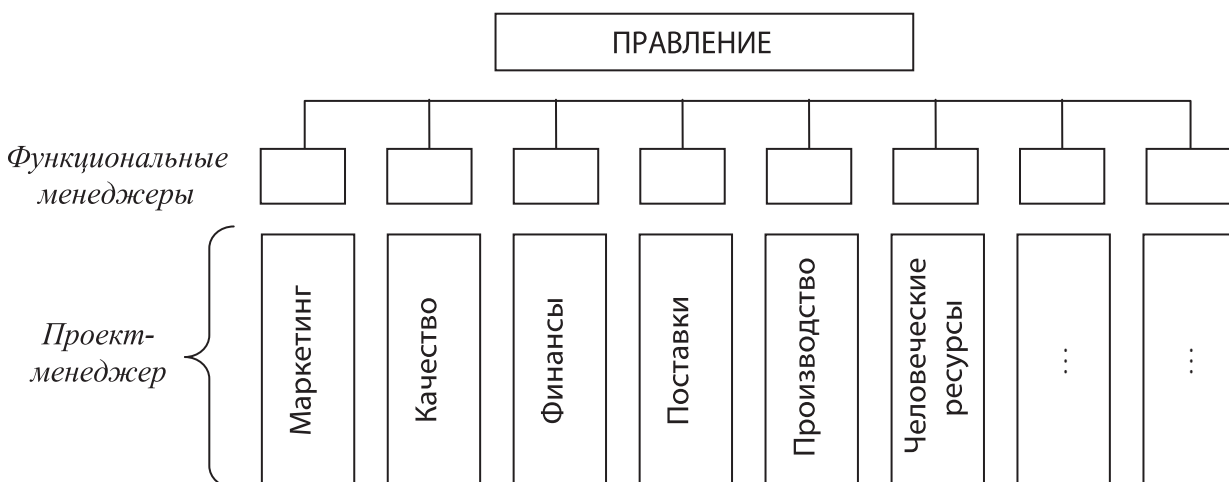 ПРАВЛЕНИЕ
Функциональные
менеджеры
Проект-
менеджер
Маркетинг
Качество
Финансы
Поставки
Производство
Человеческие
ресурсы
...
...